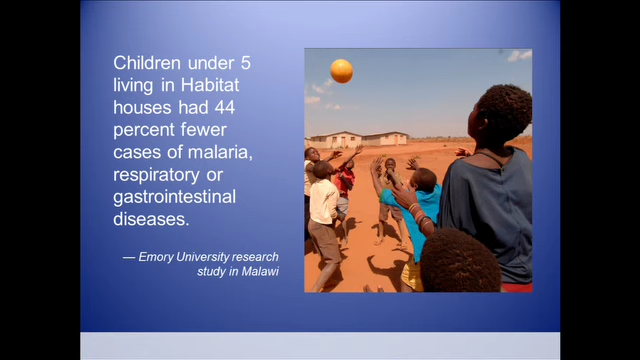 Children under 5
living in Habitat
houses had 44
percent fewer
cases of malaria,
respiratory or
gastrointestinal
diseases.
— Emory University research
study in Malawi